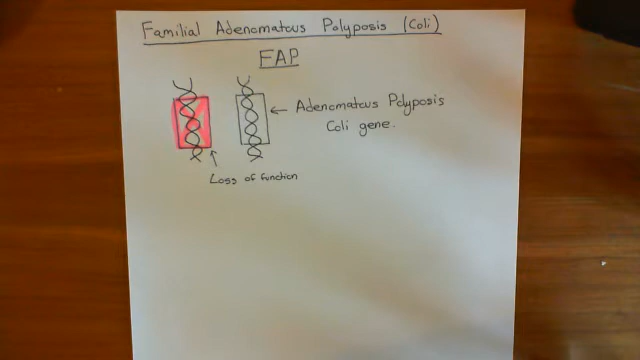 Familial Adenomatous Polyposis (Coli)
FAP
← Adenomatous Polyposis
Coli gene.
Loss of function